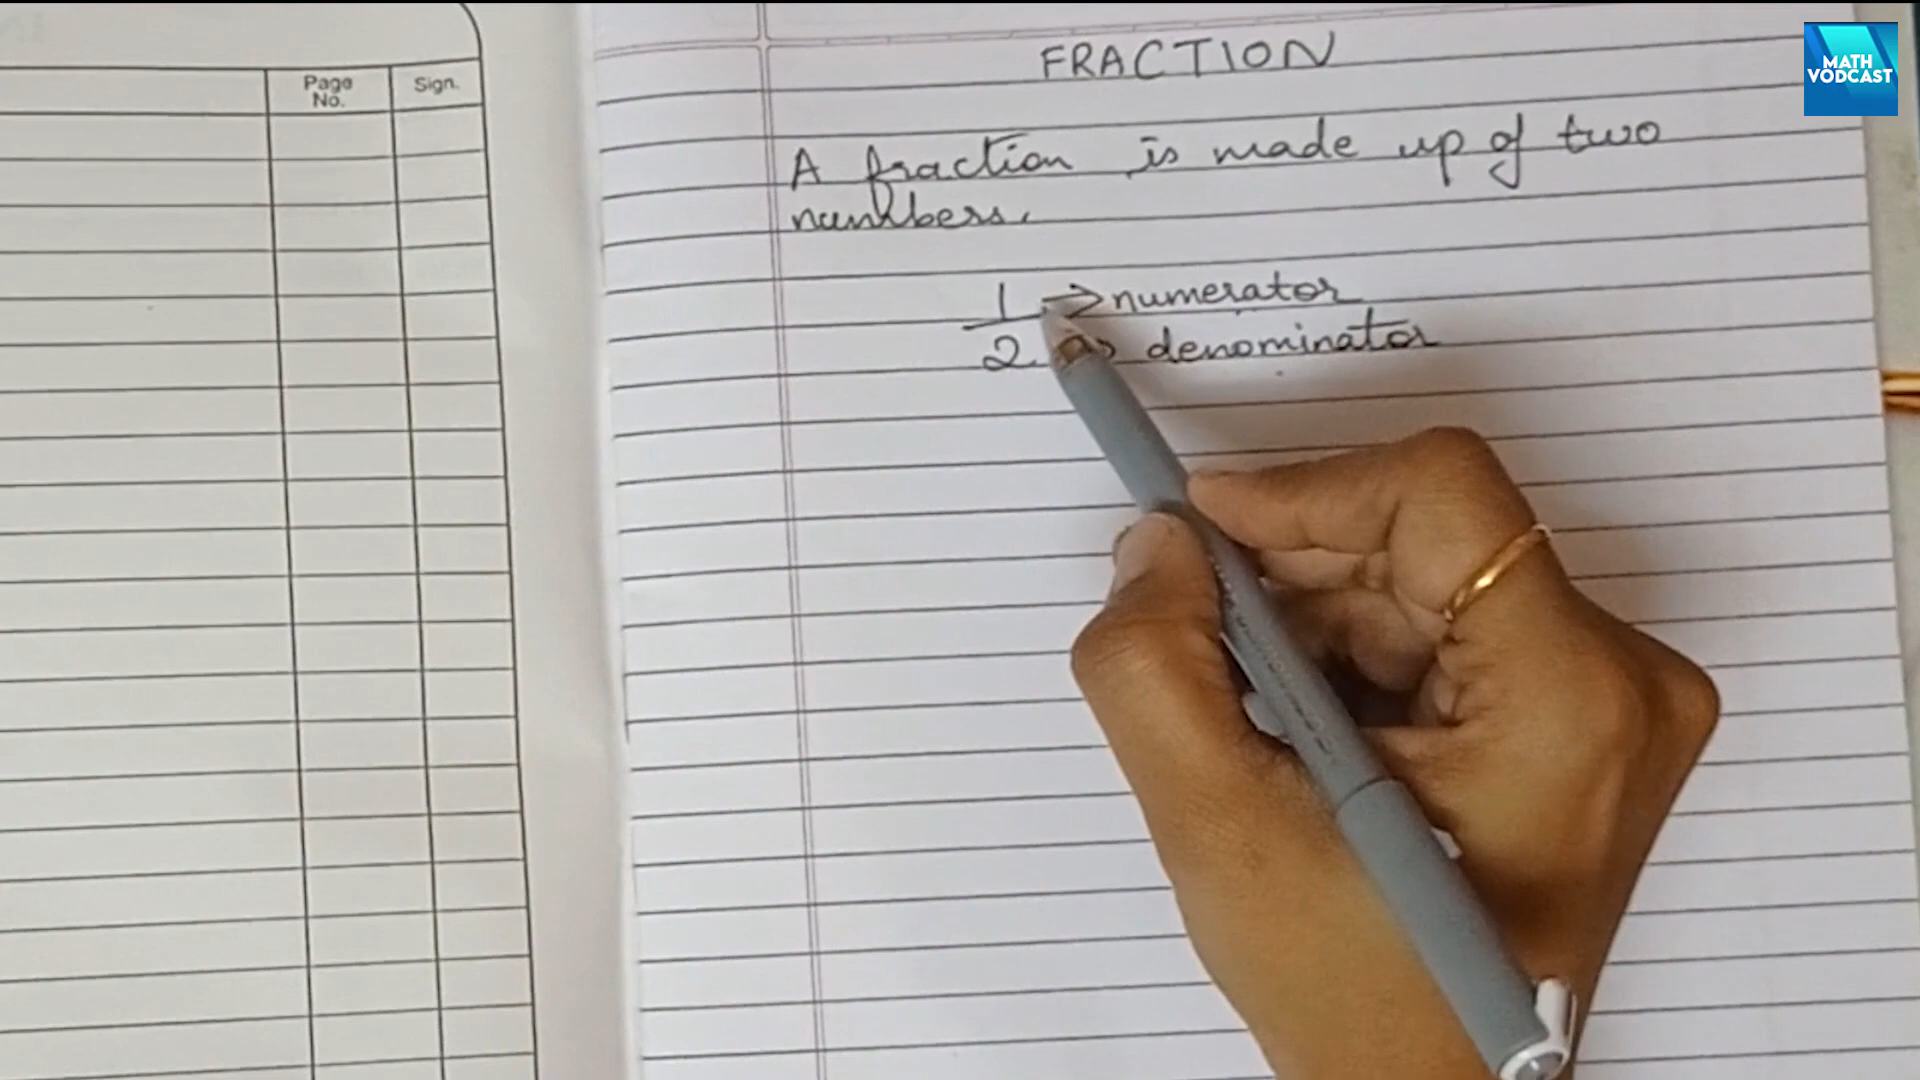 Page
No.
Sign.
FRACTION
A fraction is made up of two
numbers.
1 → numerator
2 → denominator
MATH
VODCAST